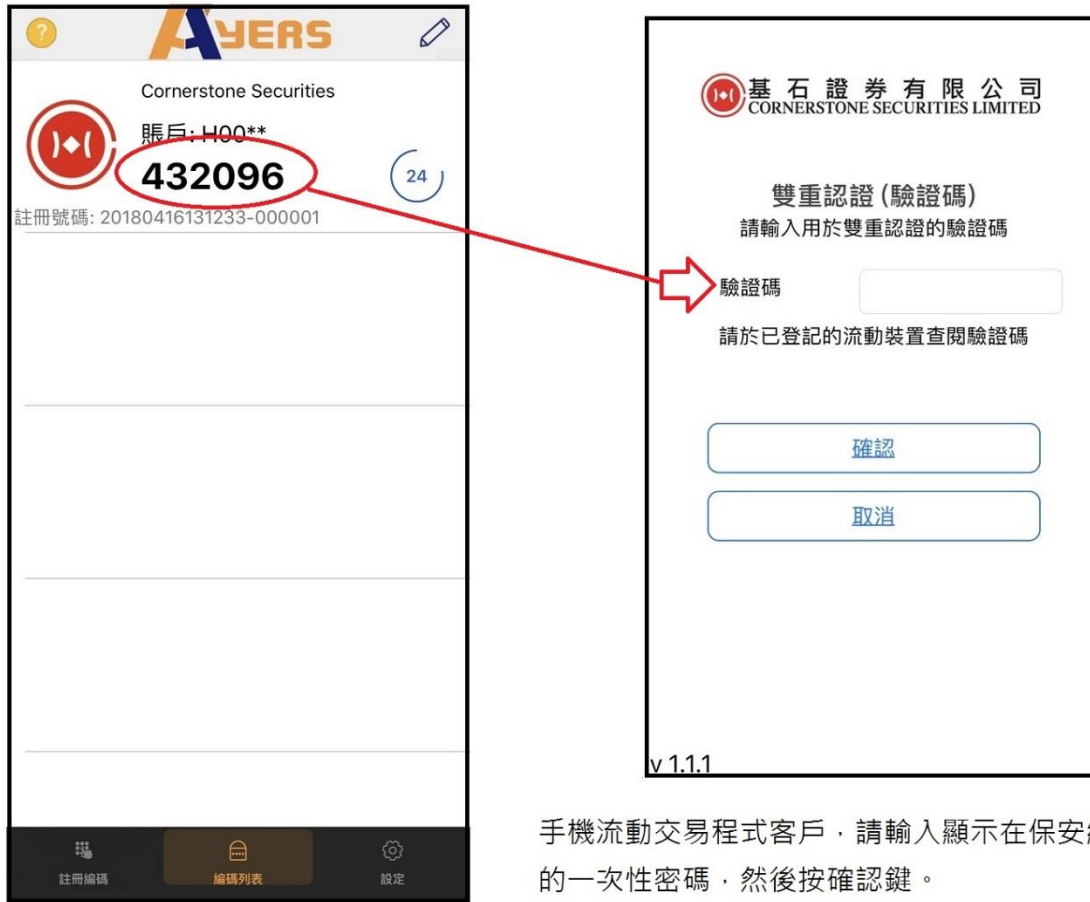 ?
AYERS
Cornerstone Securities
賬戶: H00**
432096
24
註冊號碼: 20180416131233-000001
註冊編碼
編碼列表
設定
基石證券有限公司
CORNERSTONE SECURITIES LIMITED
雙重認證 (驗證碼)
請輸入用於雙重認證的驗證碼
驗證碼
請於已登記的流動裝置查閱驗證碼
確認
取消
v 1.1.1
手機流動交易程式客戶，請輸入顯示在保安
的一次性密碼，然後按確認鍵。